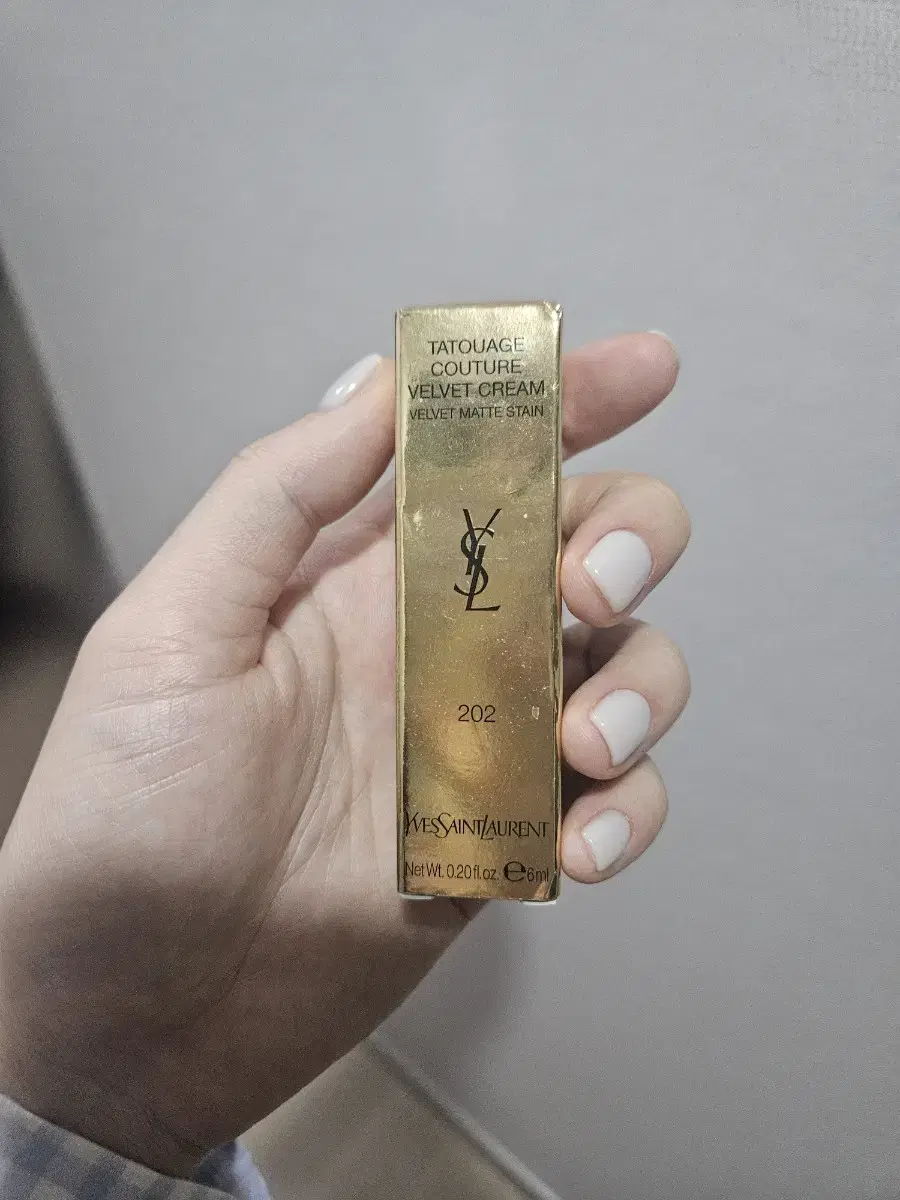 TATOUAGE
COUTURE
VELVET CREAM
VELVET MATTE STAIN
YSL
202
YVESSAINTLAURENT
Net Wt. 0.20 fl.oz. ℮ 6ml